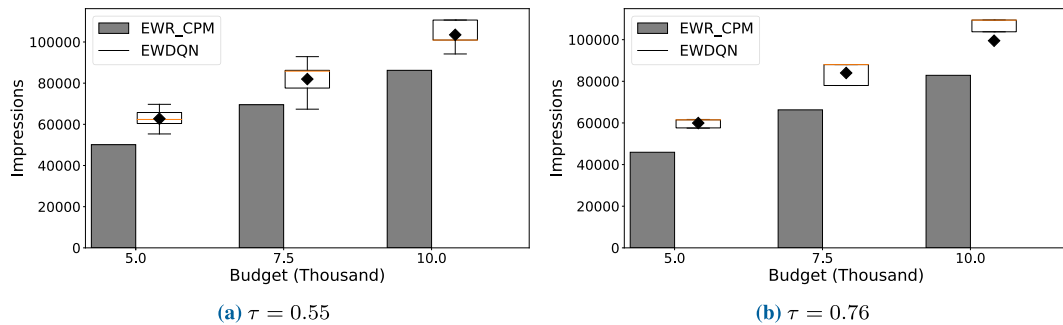 EWR_CPM
EWDQN
Impressions
100000
80000
60000
40000
20000
0
5.0
7.5
10.0
Budget (Thousand)
(a) τ = 0.55
EWR_CPM
EWDQN
Impressions
100000
80000
60000
40000
20000
0
5.0
7.5
10.0
Budget (Thousand)
(b) τ = 0.76